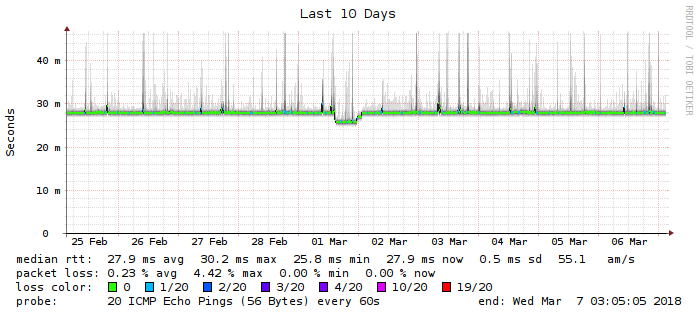 Last 10 Days
RRDTOOL / TOBI OETIKER
Seconds
40 m
30 m
20 m
10 m
0
25 Feb 26 Feb 27 Feb 28 Feb 01 Mar 02 Mar 03 Mar 04 Mar 05 Mar 06 Mar
median rtt: 27.9 ms avg 30.2 ms max 25.8 ms min 27.9 ms now 0.5 ms sd 55.1 am/s
packet loss: 0.23 % avg 4.42 % max 0.00 % min 0.00 % now
loss color: 0 1/20 2/20 3/20 4/20 10/20 19/20
probe: 20 ICMP Echo Pings (56 Bytes) every 60s end: Wed Mar 7 03:05:05 2018